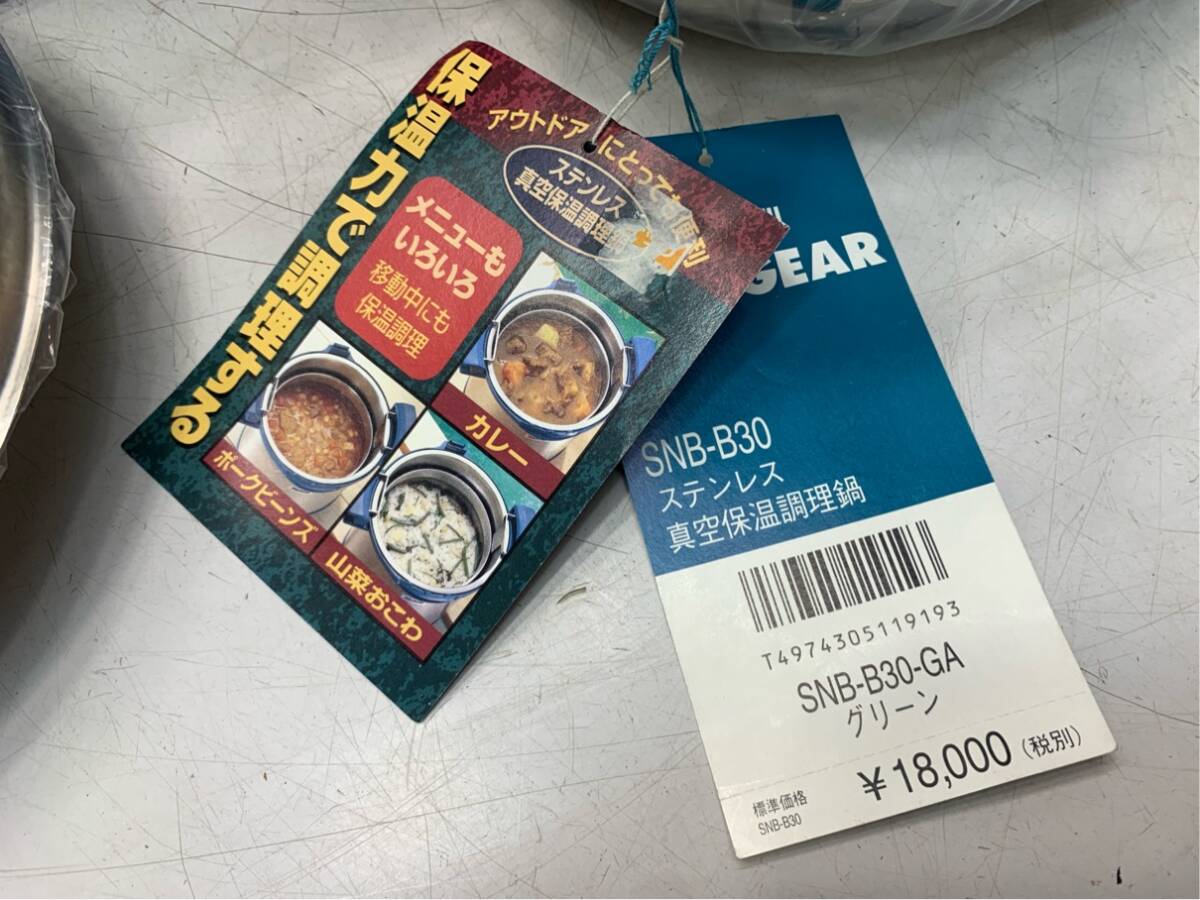 保温力で調理する
アウトドアにとっても便利
ステンレス
真空保温調理鍋
メニューも
いろいろ
移動中にも
保温調理
カレー
ポークビーンズ
山菜おこわ
GEAR
SNB-B30
ステンレス
真空保温調理鍋
T4974305119193
SNB-B30-GA
グリーン
¥18,000(税別)
標準価格
SNB-B30